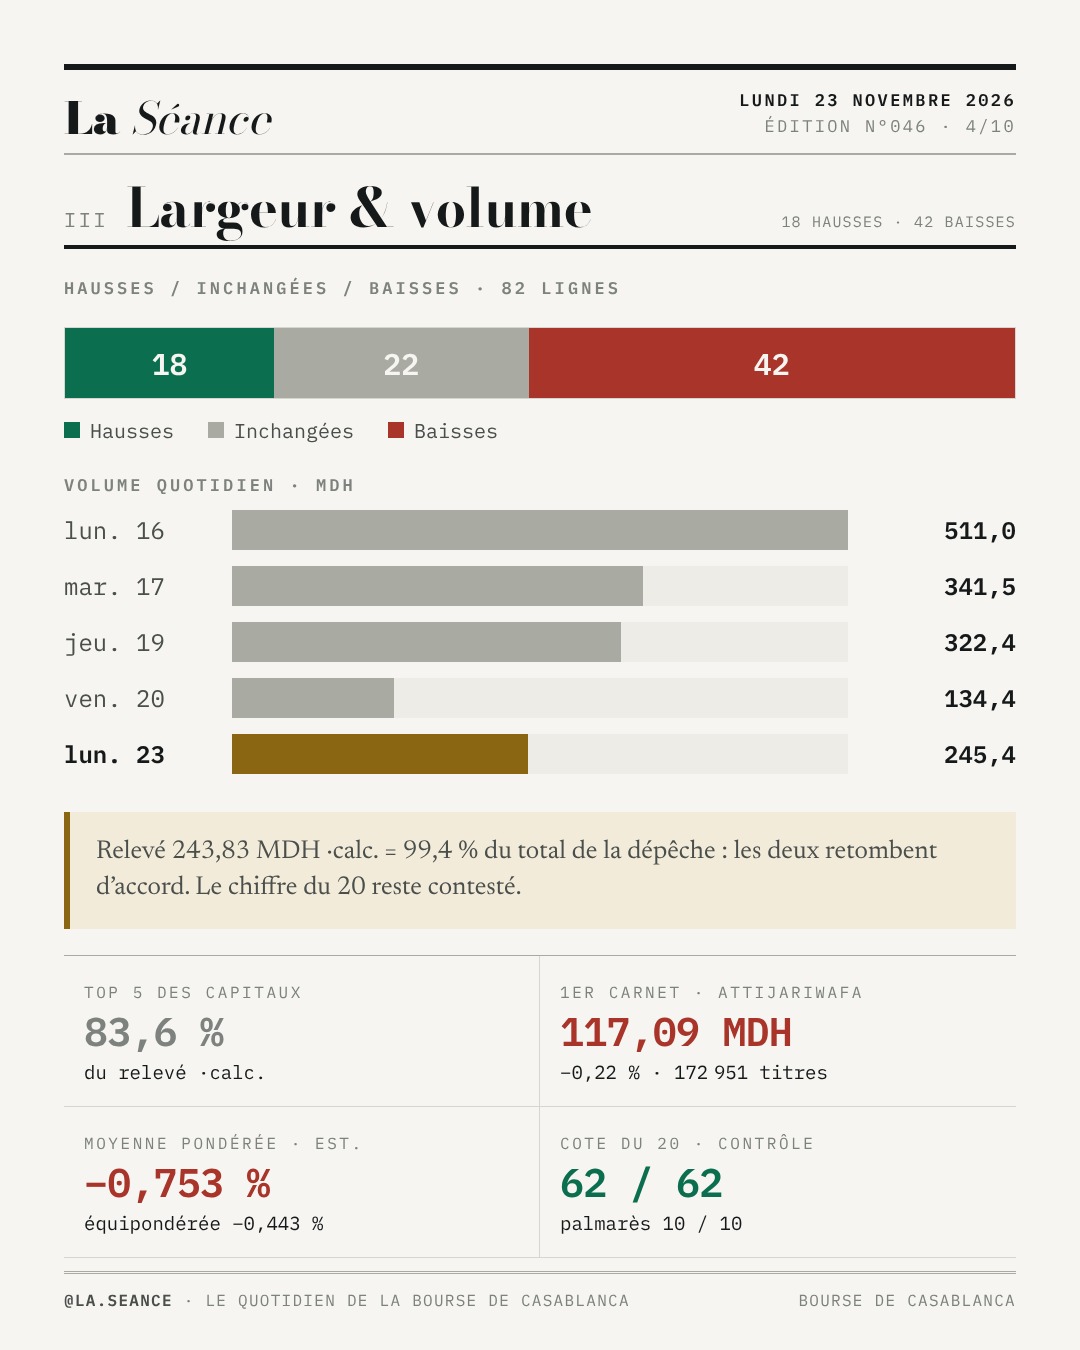 La Séance
LUNDI 23 NOVEMBRE 2026
ÉDITION N°046 · 4/10
III Largeur & volume
18 HAUSSES · 42 BAISSES
HAUSSES / INCHANGÉES / BAISSES · 82 LIGNES
18 22 42
Hausses Inchangées Baisses
VOLUME QUOTIDIEN · MDH
lun. 16 511,0
mar. 17 341,5
jeu. 19 322,4
ven. 20 134,4
lun. 23 245,4
Relevé 243,83 MDH ·calc. = 99,4 % du total de la dépêche : les deux retombent
d’accord. Le chiffre du 20 reste contesté.
TOP 5 DES CAPITAUX
83,6 %
du relevé ·calc.
1ER CARNET · ATTIJARIWAFA
117,09 MDH
−0,22 % · 172 951 titres
MOYENNE PONDÉRÉE · EST.
−0,753 %
équipondérée −0,443 %
COTE DU 20 · CONTRÔLE
62 / 62
palmarès 10 / 10
@LA.SEANCE · LE QUOTIDIEN DE LA BOURSE DE CASABLANCA
BOURSE DE CASABLANCA